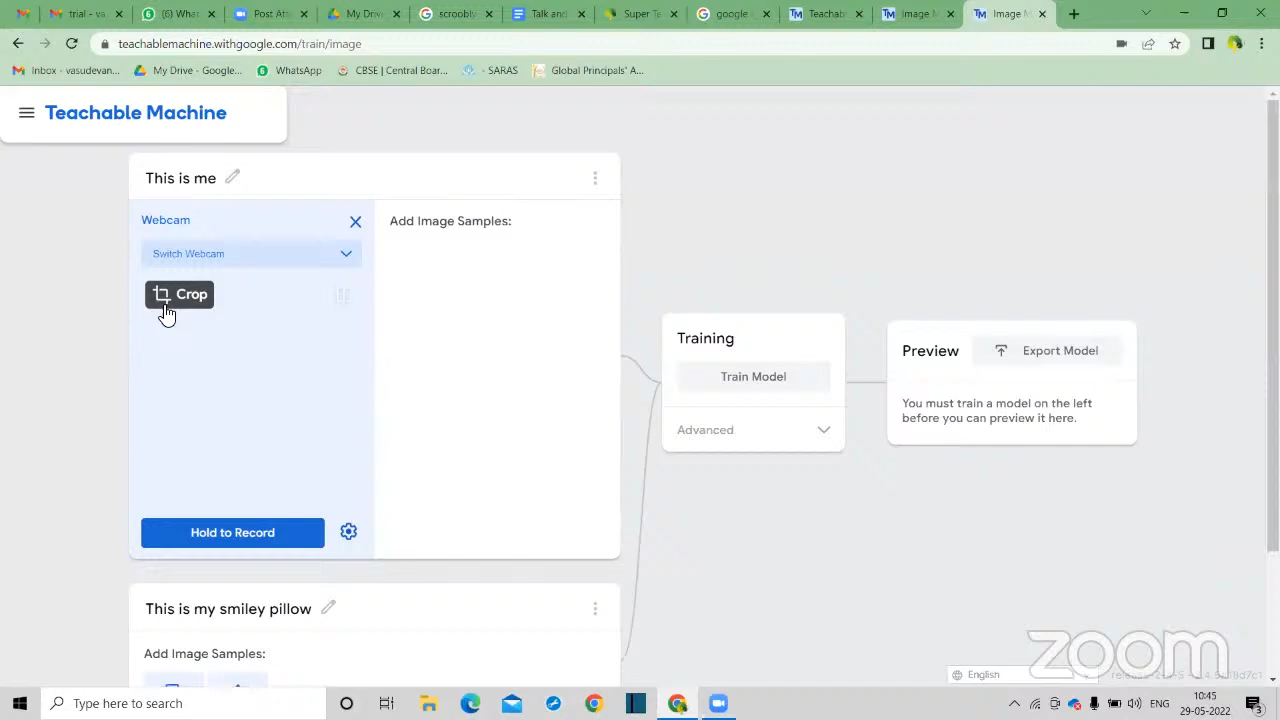 trial - va
(6) What
Post Atte
My Drive
scroobly
Talk and
Super Te
google
Teachab
Image M
Image M
teachablemachine.withgoogle.com/train/image
Inbox - vasudevan...
My Drive - Google...
WhatsApp
CBSE | Central Boar...
- SARAS
Global Principals' A...
Teachable Machine
This is me
Webcam
Add Image Samples:
Switch Webcam
Crop
Training
Train Model
Advanced
Preview
Export Model
You must train a model on the left
before you can preview it here.
Hold to Record
This is my smiley pillow
Add Image Samples:
zoom
English
Type here to search
ENG
10:45
29-05-2022
3